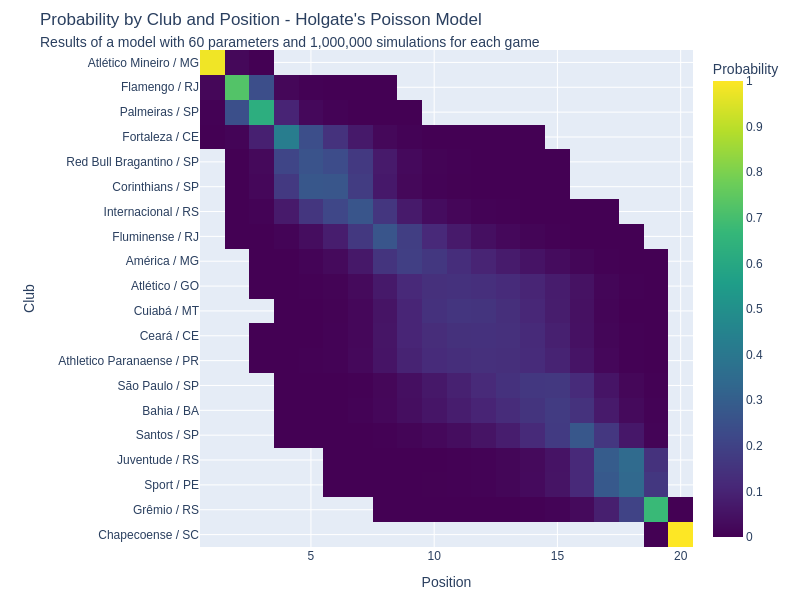 Probability by Club and Position - Holgate's Poisson Model
Results of a model with 60 parameters and 1,000,000 simulations for each game
Probability
Atlético Mineiro / MG
Flamengo / RJ
Palmeiras / SP
Fortaleza / CE
Red Bull Bragantino / SP
Corinthians / SP
Internacional / RS
Fluminense / RJ
América / MG
Atlético / GO
Cuiabá / MT
Ceará / CE
Athletico Paranaense / PR
São Paulo / SP
Bahia / BA
Santos / SP
Juventude / RS
Sport / PE
Grêmio / RS
Chapecoense / SC
Club
5
10
15
20
Position
1
0.9
0.8
0.7
0.6
0.5
0.4
0.3
0.2
0.1
0